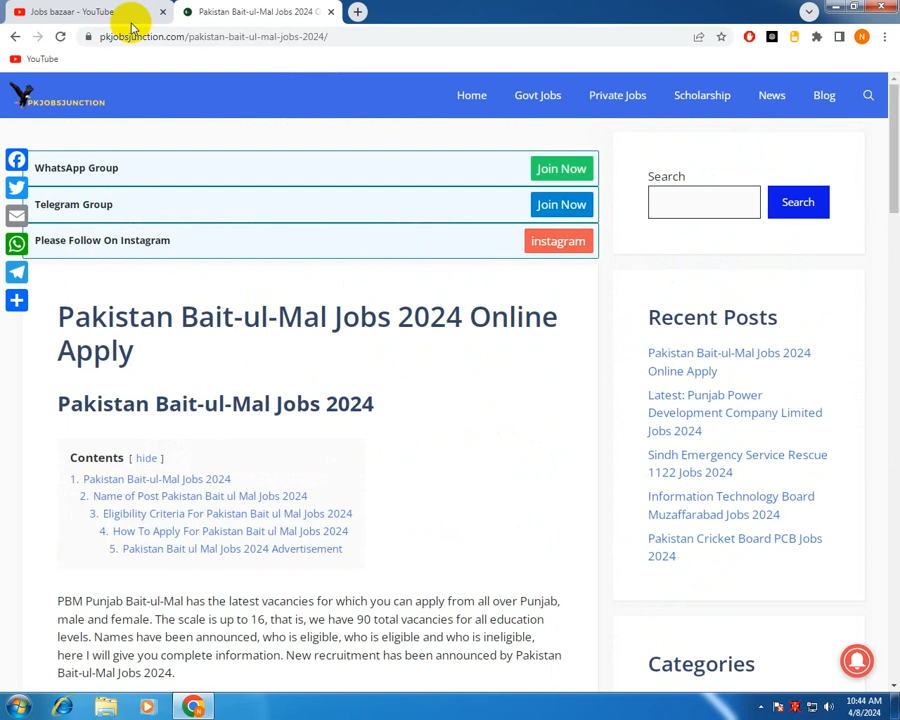 Jobs bazaar - YouTube
Pakistan Bait-ul-Mal Jobs 2024 O
pkjobsjunction.com/pakistan-bait-ul-mal-jobs-2024/
N
YouTube
PKJOBSJUNCTION
Home
Govt Jobs
Private Jobs
Scholarship
News
Blog
WhatsApp Group
Join Now
Telegram Group
Join Now
Please Follow On Instagram
instagram
Pakistan Bait-ul-Mal Jobs 2024 Online
Apply
Pakistan Bait-ul-Mal Jobs 2024
Contents [ hide ]
1. Pakistan Bait-ul-Mal Jobs 2024
2. Name of Post Pakistan Bait ul Mal Jobs 2024
3. Eligibility Criteria For Pakistan Bait ul Mal Jobs 2024
4. How To Apply For Pakistan Bait ul Mal Jobs 2024
5. Pakistan Bait ul Mal Jobs 2024 Advertisement
PBM Punjab Bait-ul-Mal has the latest vacancies for which you can apply from all over Punjab,
male and female. The scale is up to 16, that is, we have 90 total vacancies for all education
levels. Names have been announced, who is eligible, who is eligible and who is ineligible,
here I will give you complete information. New recruitment has been announced by Pakistan
Bait-ul-Mal Jobs 2024.
Search
Search
Recent Posts
Pakistan Bait-ul-Mal Jobs 2024
Online Apply
Latest: Punjab Power
Development Company Limited
Jobs 2024
Sindh Emergency Service Rescue
1122 Jobs 2024
Information Technology Board
Muzaffarabad Jobs 2024
Pakistan Cricket Board PCB Jobs
2024
Categories
10:44 AM
4/8/2024